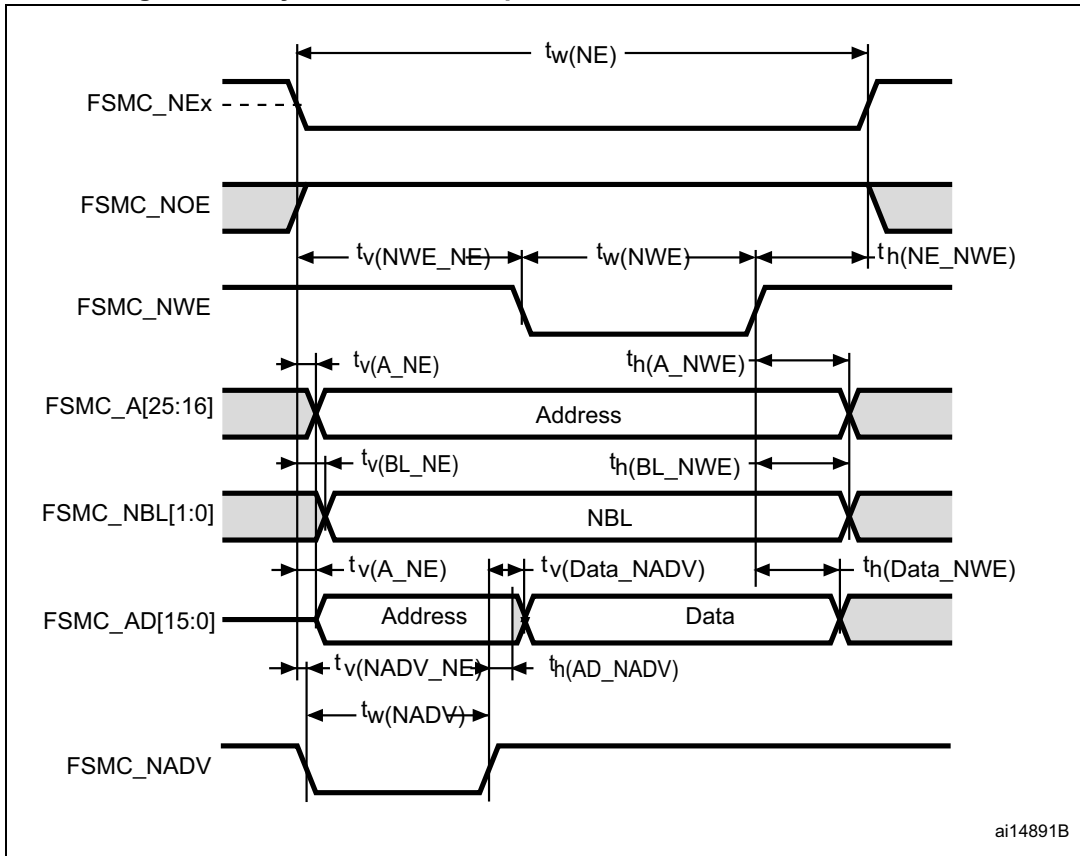 tw(NE)
FSMC_NEx
FSMC_NOE
tv(NWE_NE)
tw(NWE)
th(NE_NWE)
FSMC_NWE
tv(A_NE)
th(A_NWE)
FSMC_A[25:16]
Address
tv(BL_NE)
th(BL_NWE)
FSMC_NBL[1:0]
NBL
tv(A_NE)
tv(Data_NADV)
th(Data_NWE)
FSMC_AD[15:0]
Address
Data
tv(NADV_NE)
th(AD_NADV)
tw(NADV)
FSMC_NADV
ai14891B